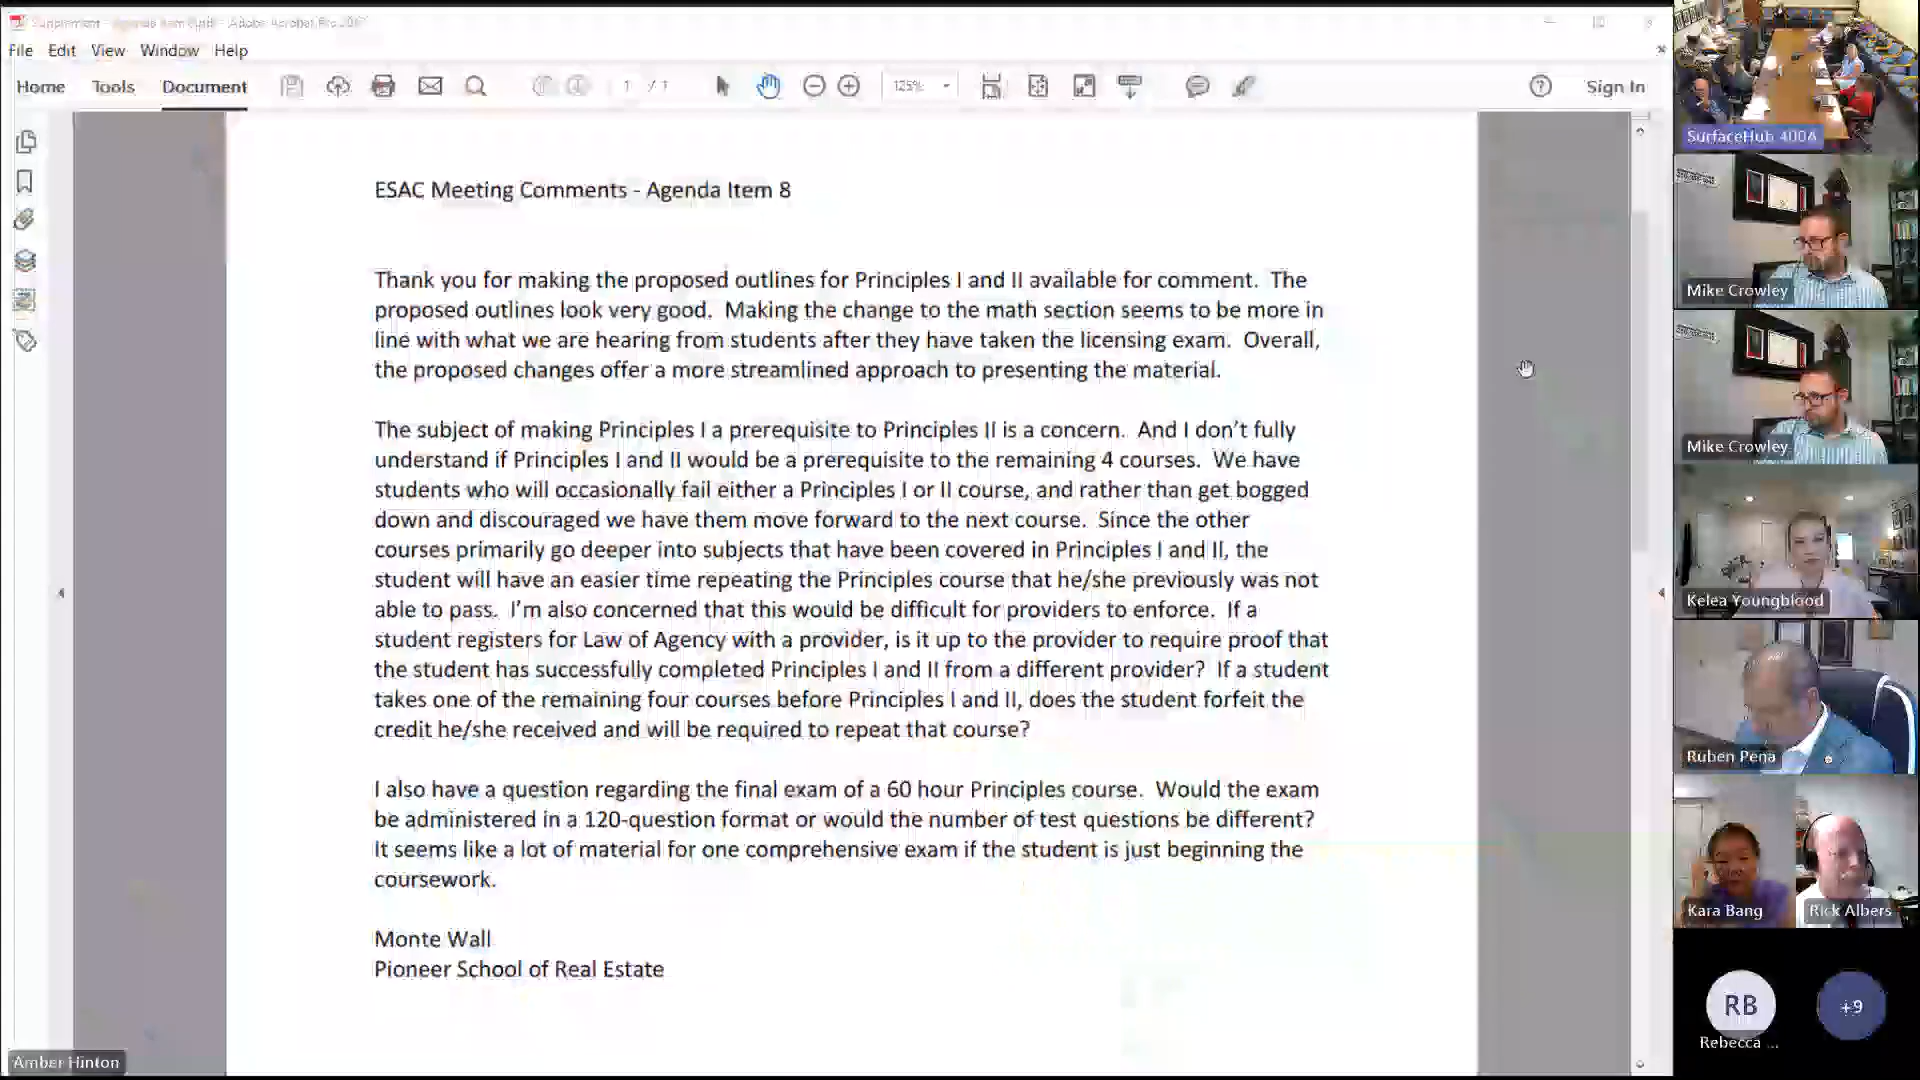 File Edit View Window Help
Home Tools Document
1 / 1
125%
Sign In
ESAC Meeting Comments - Agenda Item 8
Thank you for making the proposed outlines for Principles I and II available for comment. The
proposed outlines look very good. Making the change to the math section seems to be more in
line with what we are hearing from students after they have taken the licensing exam. Overall,
the proposed changes offer a more streamlined approach to presenting the material.
The subject of making Principles I a prerequisite to Principles II is a concern. And I don't fully
understand if Principles I and II would be a prerequisite to the remaining 4 courses. We have
students who will occasionally fail either a Principles I or II course, and rather than get bogged
down and discouraged we have them move forward to the next course. Since the other
courses primarily go deeper into subjects that have been covered in Principles I and II, the
student will have an easier time repeating the Principles course that he/she previously was not
able to pass. I'm also concerned that this would be difficult for providers to enforce. If a
student registers for Law of Agency with a provider, is it up to the provider to require proof that
the student has successfully completed Principles I and II from a different provider? If a student
takes one of the remaining four courses before Principles I and II, does the student forfeit the
credit he/she received and will be required to repeat that course?
I also have a question regarding the final exam of a 60 hour Principles course. Would the exam
be administered in a 120-question format or would the number of test questions be different?
It seems like a lot of material for one comprehensive exam if the student is just beginning the
coursework.
Monte Wall
Pioneer School of Real Estate
Amber Hinton
SurfaceHub 400A
Mike Crowley
Mike Crowley
Kelea Youngblood
Ruben Pena
Kara Bang
Rick Albers
RB
+9
Rebecca ...